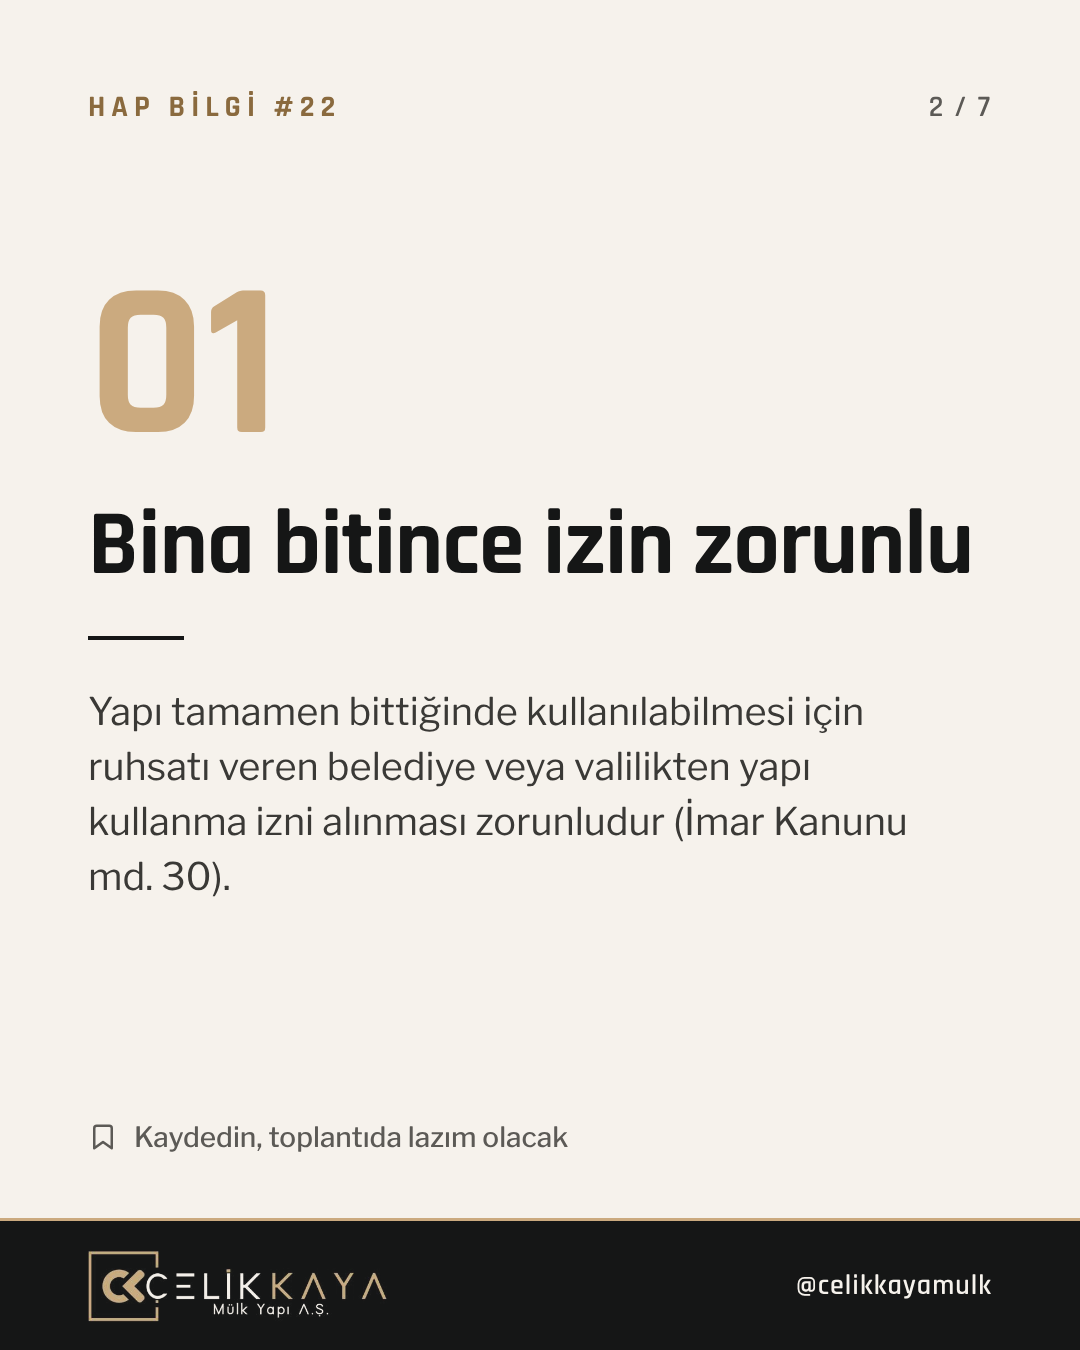 HAP BİLGİ #22
2 / 7
01
Bina bitince izin zorunlu
Yapı tamamen bittiğinde kullanılabilmesi için
ruhsatı veren belediye veya valilikten yapı
kullanma izni alınması zorunludur (İmar Kanunu
md. 30).
Kaydedin, toplantıda lazım olacak
ÇELİKKAYA
Mülk Yapı A.Ş.
@celikkayamulk